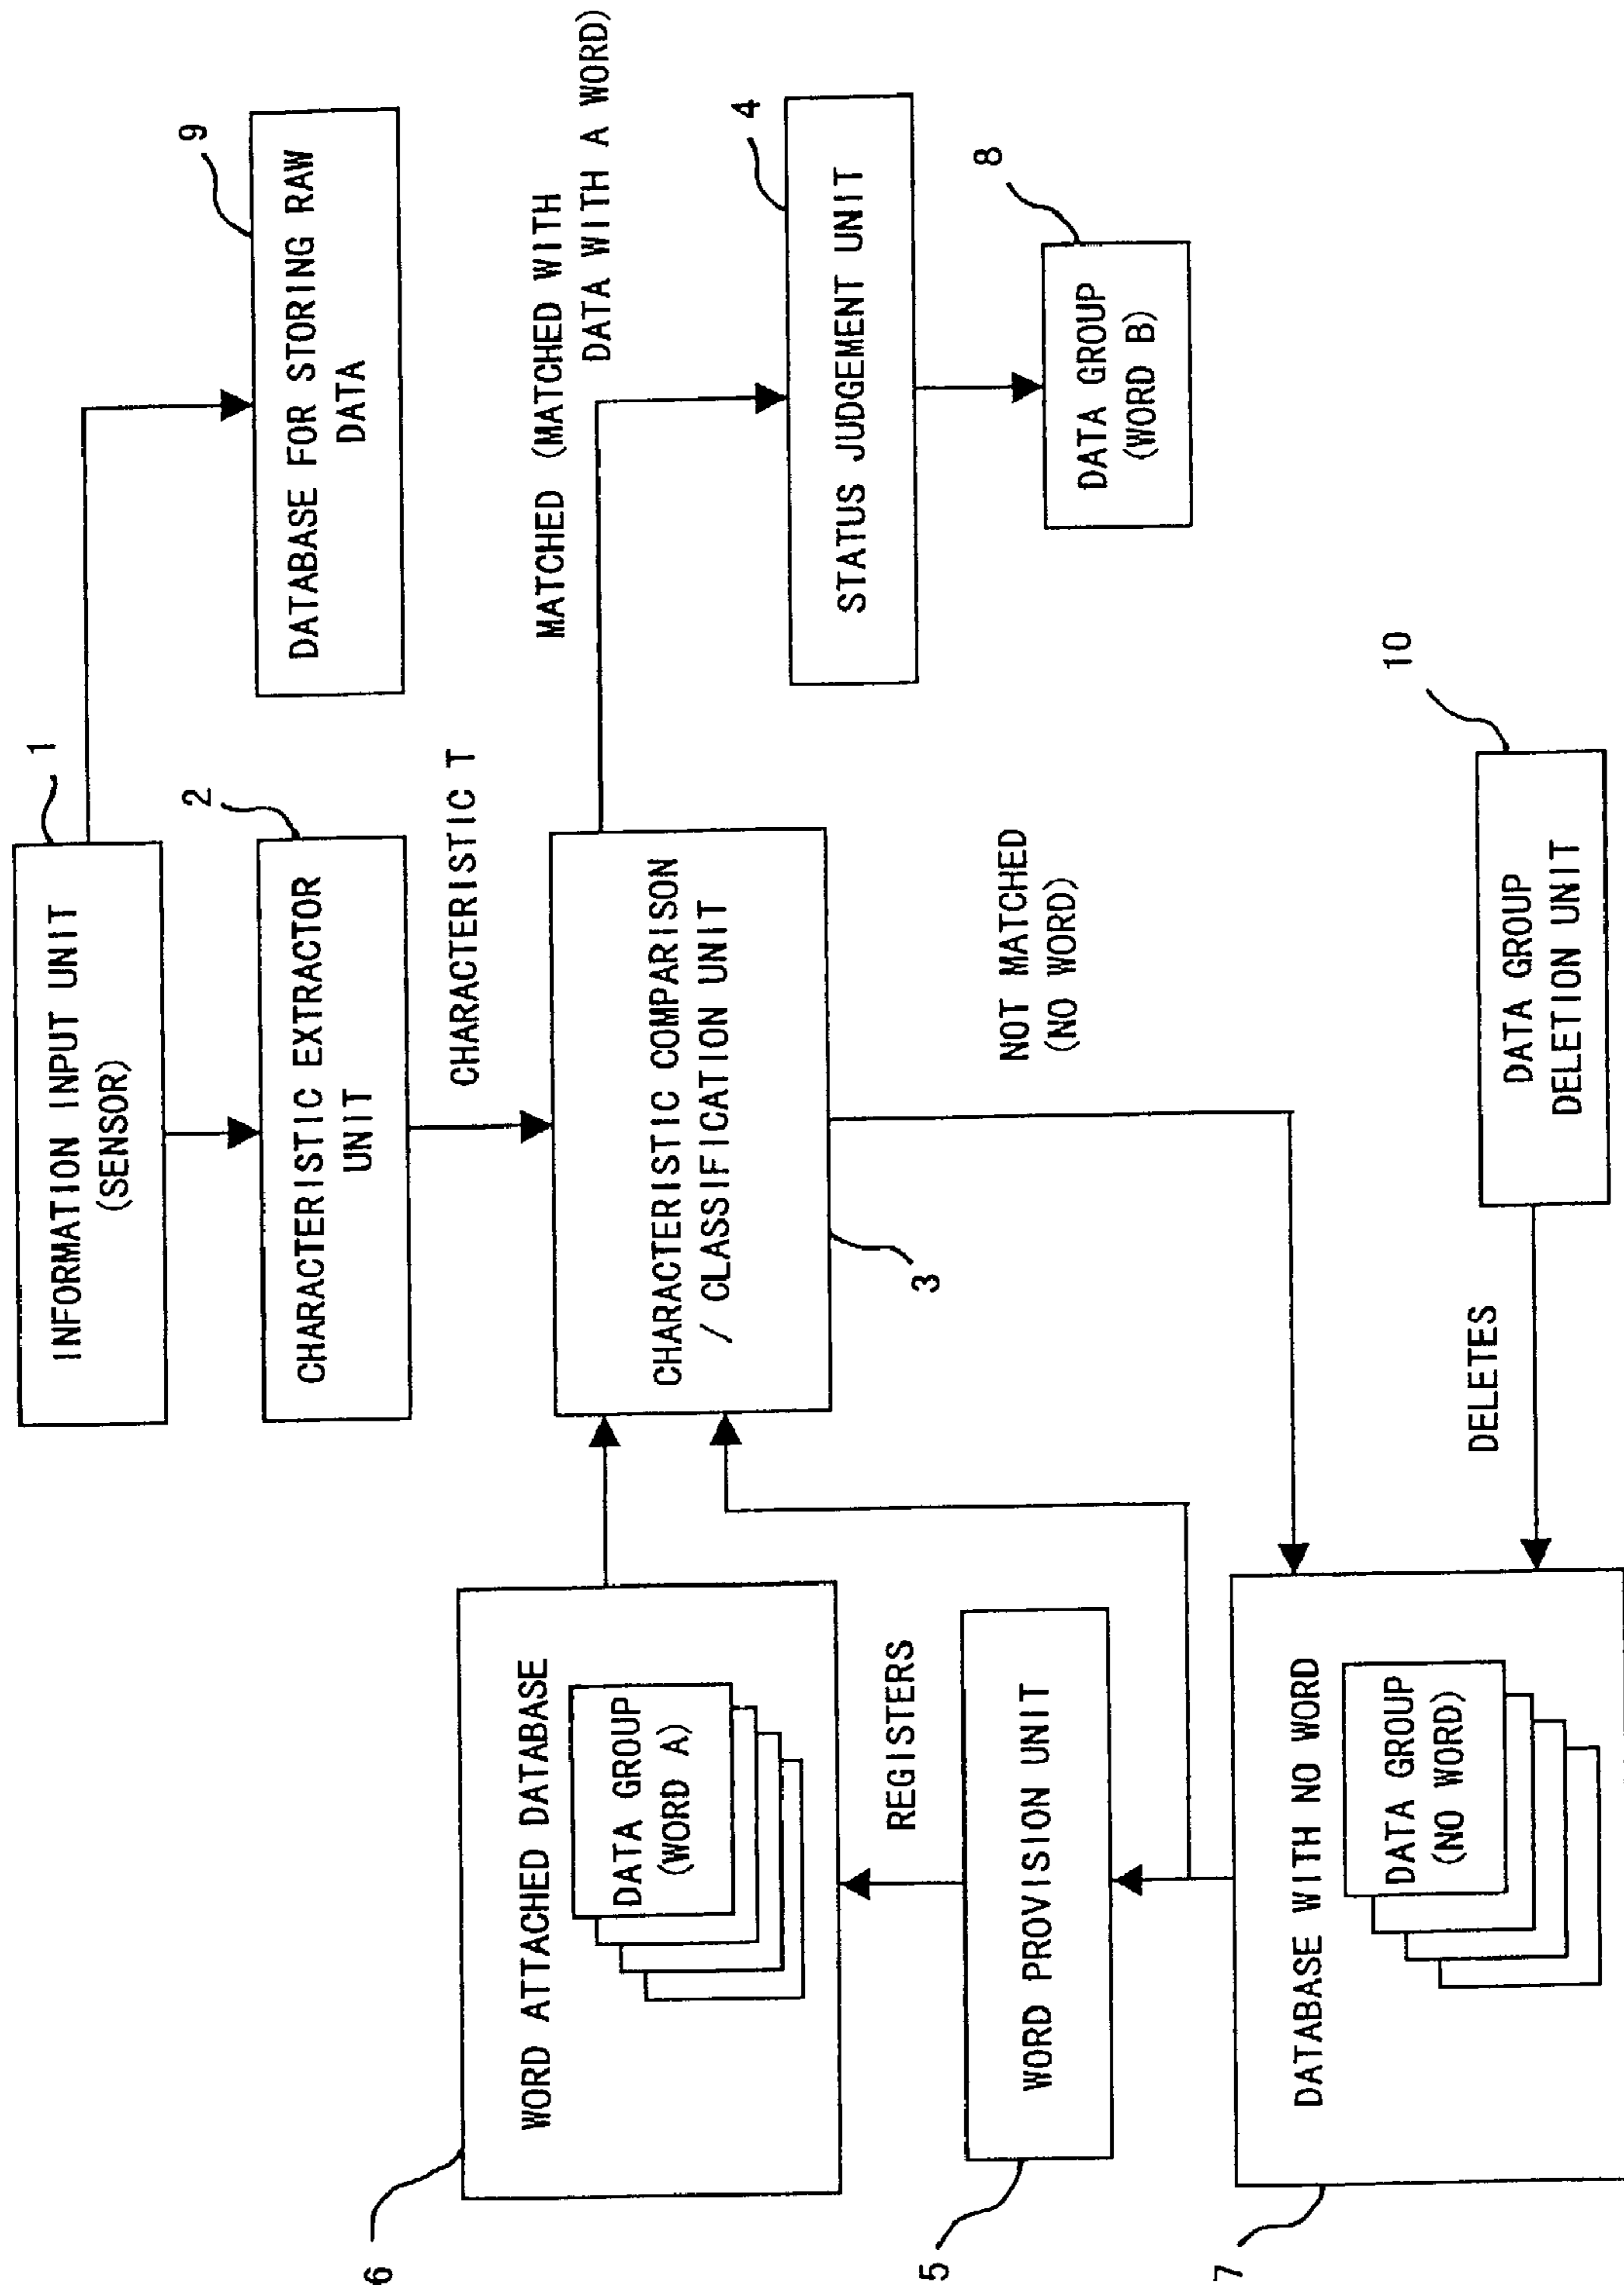 1
INFORMATION INPUT UNIT
(SENSOR)
9
DATABASE FOR STORING RAW
DATA
2
CHARACTERISTIC EXTRACTOR
UNIT
CHARACTERISTIC T
MATCHED (MATCHED WITH
DATA WITH A WORD)
6
WORD ATTACHED DATABASE
DATA GROUP
(WORD A)
CHARACTERISTIC COMPARISON
/ CLASSIFICATION UNIT
3
4
STATUS JUDGEMENT UNIT
REGISTERS
8
DATA GROUP
(WORD B)
5
WORD PROVISION UNIT
NOT MATCHED
(NO WORD)
7
DATABASE WITH NO WORD
DATA GROUP
(NO WORD)
DELETES
10
DATA GROUP
DELETION UNIT